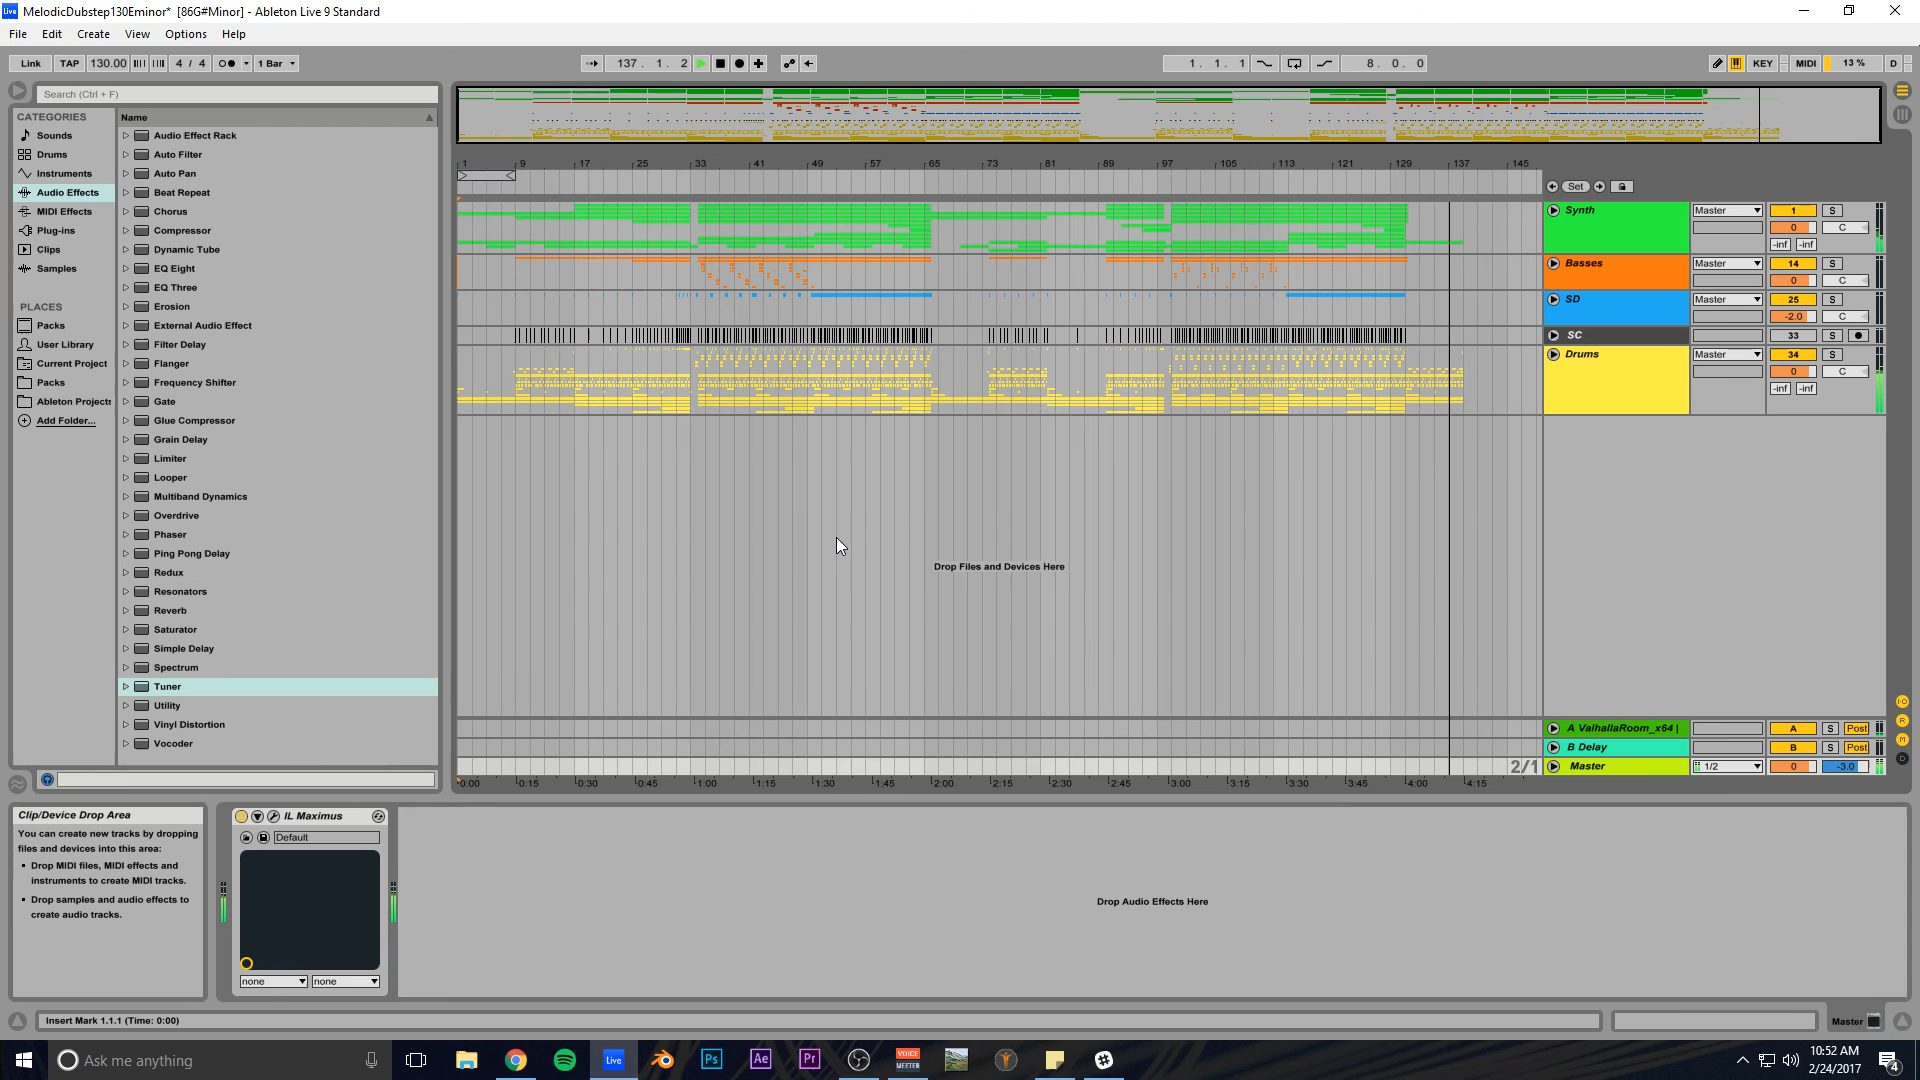 Live MelodicDubstep130Eminor* [86G#Minor] - Ableton Live 9 Standard
File Edit Create View Options Help
Link TAP 130.00 4 / 4 1 Bar 137 . 1 . 2 1 . 1 . 1 8 . 0 . 0 KEY MIDI 13 % D
Search (Ctrl + F)
CATEGORIES
Sounds
Drums
Instruments
Audio Effects
MIDI Effects
Plug-ins
Clips
Samples
PLACES
Packs
User Library
Current Project
Packs
Ableton Projects
Add Folder...
Name
Audio Effect Rack
Auto Filter
Auto Pan
Beat Repeat
Chorus
Compressor
Dynamic Tube
EQ Eight
EQ Three
Erosion
External Audio Effect
Filter Delay
Flanger
Frequency Shifter
Gate
Glue Compressor
Grain Delay
Limiter
Looper
Multiband Dynamics
Overdrive
Phaser
Ping Pong Delay
Redux
Resonators
Reverb
Saturator
Simple Delay
Spectrum
Tuner
Utility
Vinyl Distortion
Vocoder
1 9 17 25 33 41 49 57 65 73 81 89 97 105 113 121 129 137 145
Set
Synth Master 1 S
0 C
-inf -inf
Basses Master 14 S
0 C
SD Master 25 S
-2.0 C
SC 33 S
Drums Master 34 S
0 C
-inf -inf
Drop Files and Devices Here
A ValhallaRoom_x64 | A S Post
B Delay B S Post
2/1 Master 1/2 0 -3.0
0:00 0:15 0:30 0:45 1:00 1:15 1:30 1:45 2:00 2:15 2:30 2:45 3:00 3:15 3:30 3:45 4:00 4:15
Clip/Device Drop Area
You can create new tracks by dropping
files and devices into this area:
Drop MIDI files, MIDI effects and
instruments to create MIDI tracks.
Drop samples and audio effects to
create audio tracks.
IL Maximus
Default
none none
Drop Audio Effects Here
Insert Mark 1.1.1 (Time: 0:00)
Master
Ask me anything
Live
Ps
Ae
Pr
VOICE
MEETER
10:52 AM
2/24/2017
4